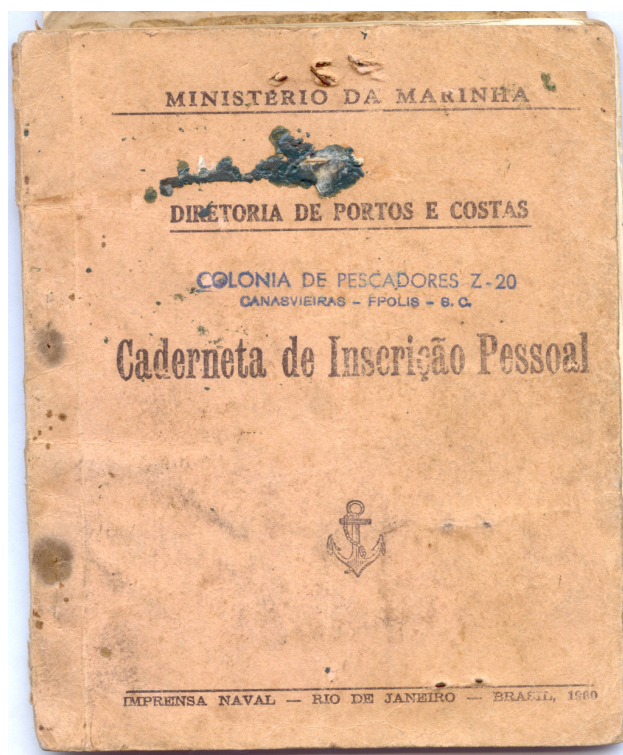 MINISTÉRIO DA MARINHA
DIRETORIA DE PORTOS E COSTAS
COLONIA DE PESCADORES Z-20
CANASVIEIRAS - FPOLIS - S. C.
Caderneta de Inscrição Pessoal
IMPRENSA NAVAL — RIO DE JANEIRO — BRASIL, 1960